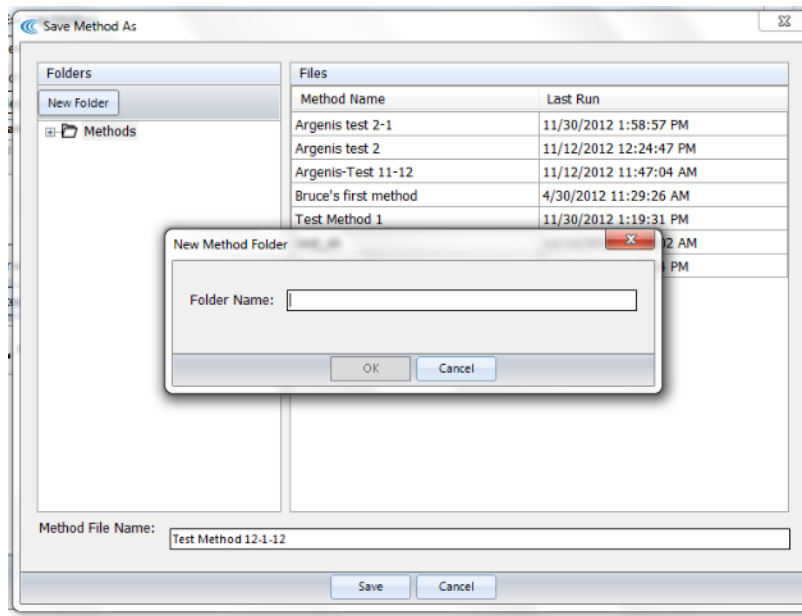 Save Method As
Folders
Files
New Folder
Method Name Last Run
Methods
Argenis test 2-1 11/30/2012 1:58:57 PM
Argenis test 2 11/12/2012 12:24:47 PM
Argenis-Test 11-12 11/12/2012 11:47:04 AM
Bruce's first method 4/30/2012 11:29:26 AM
Test Method 1 11/30/2012 1:19:31 PM
New Method Folder
02 AM
PM
Folder Name:
OK Cancel
Method File Name: Test Method 12-1-12
Save Cancel